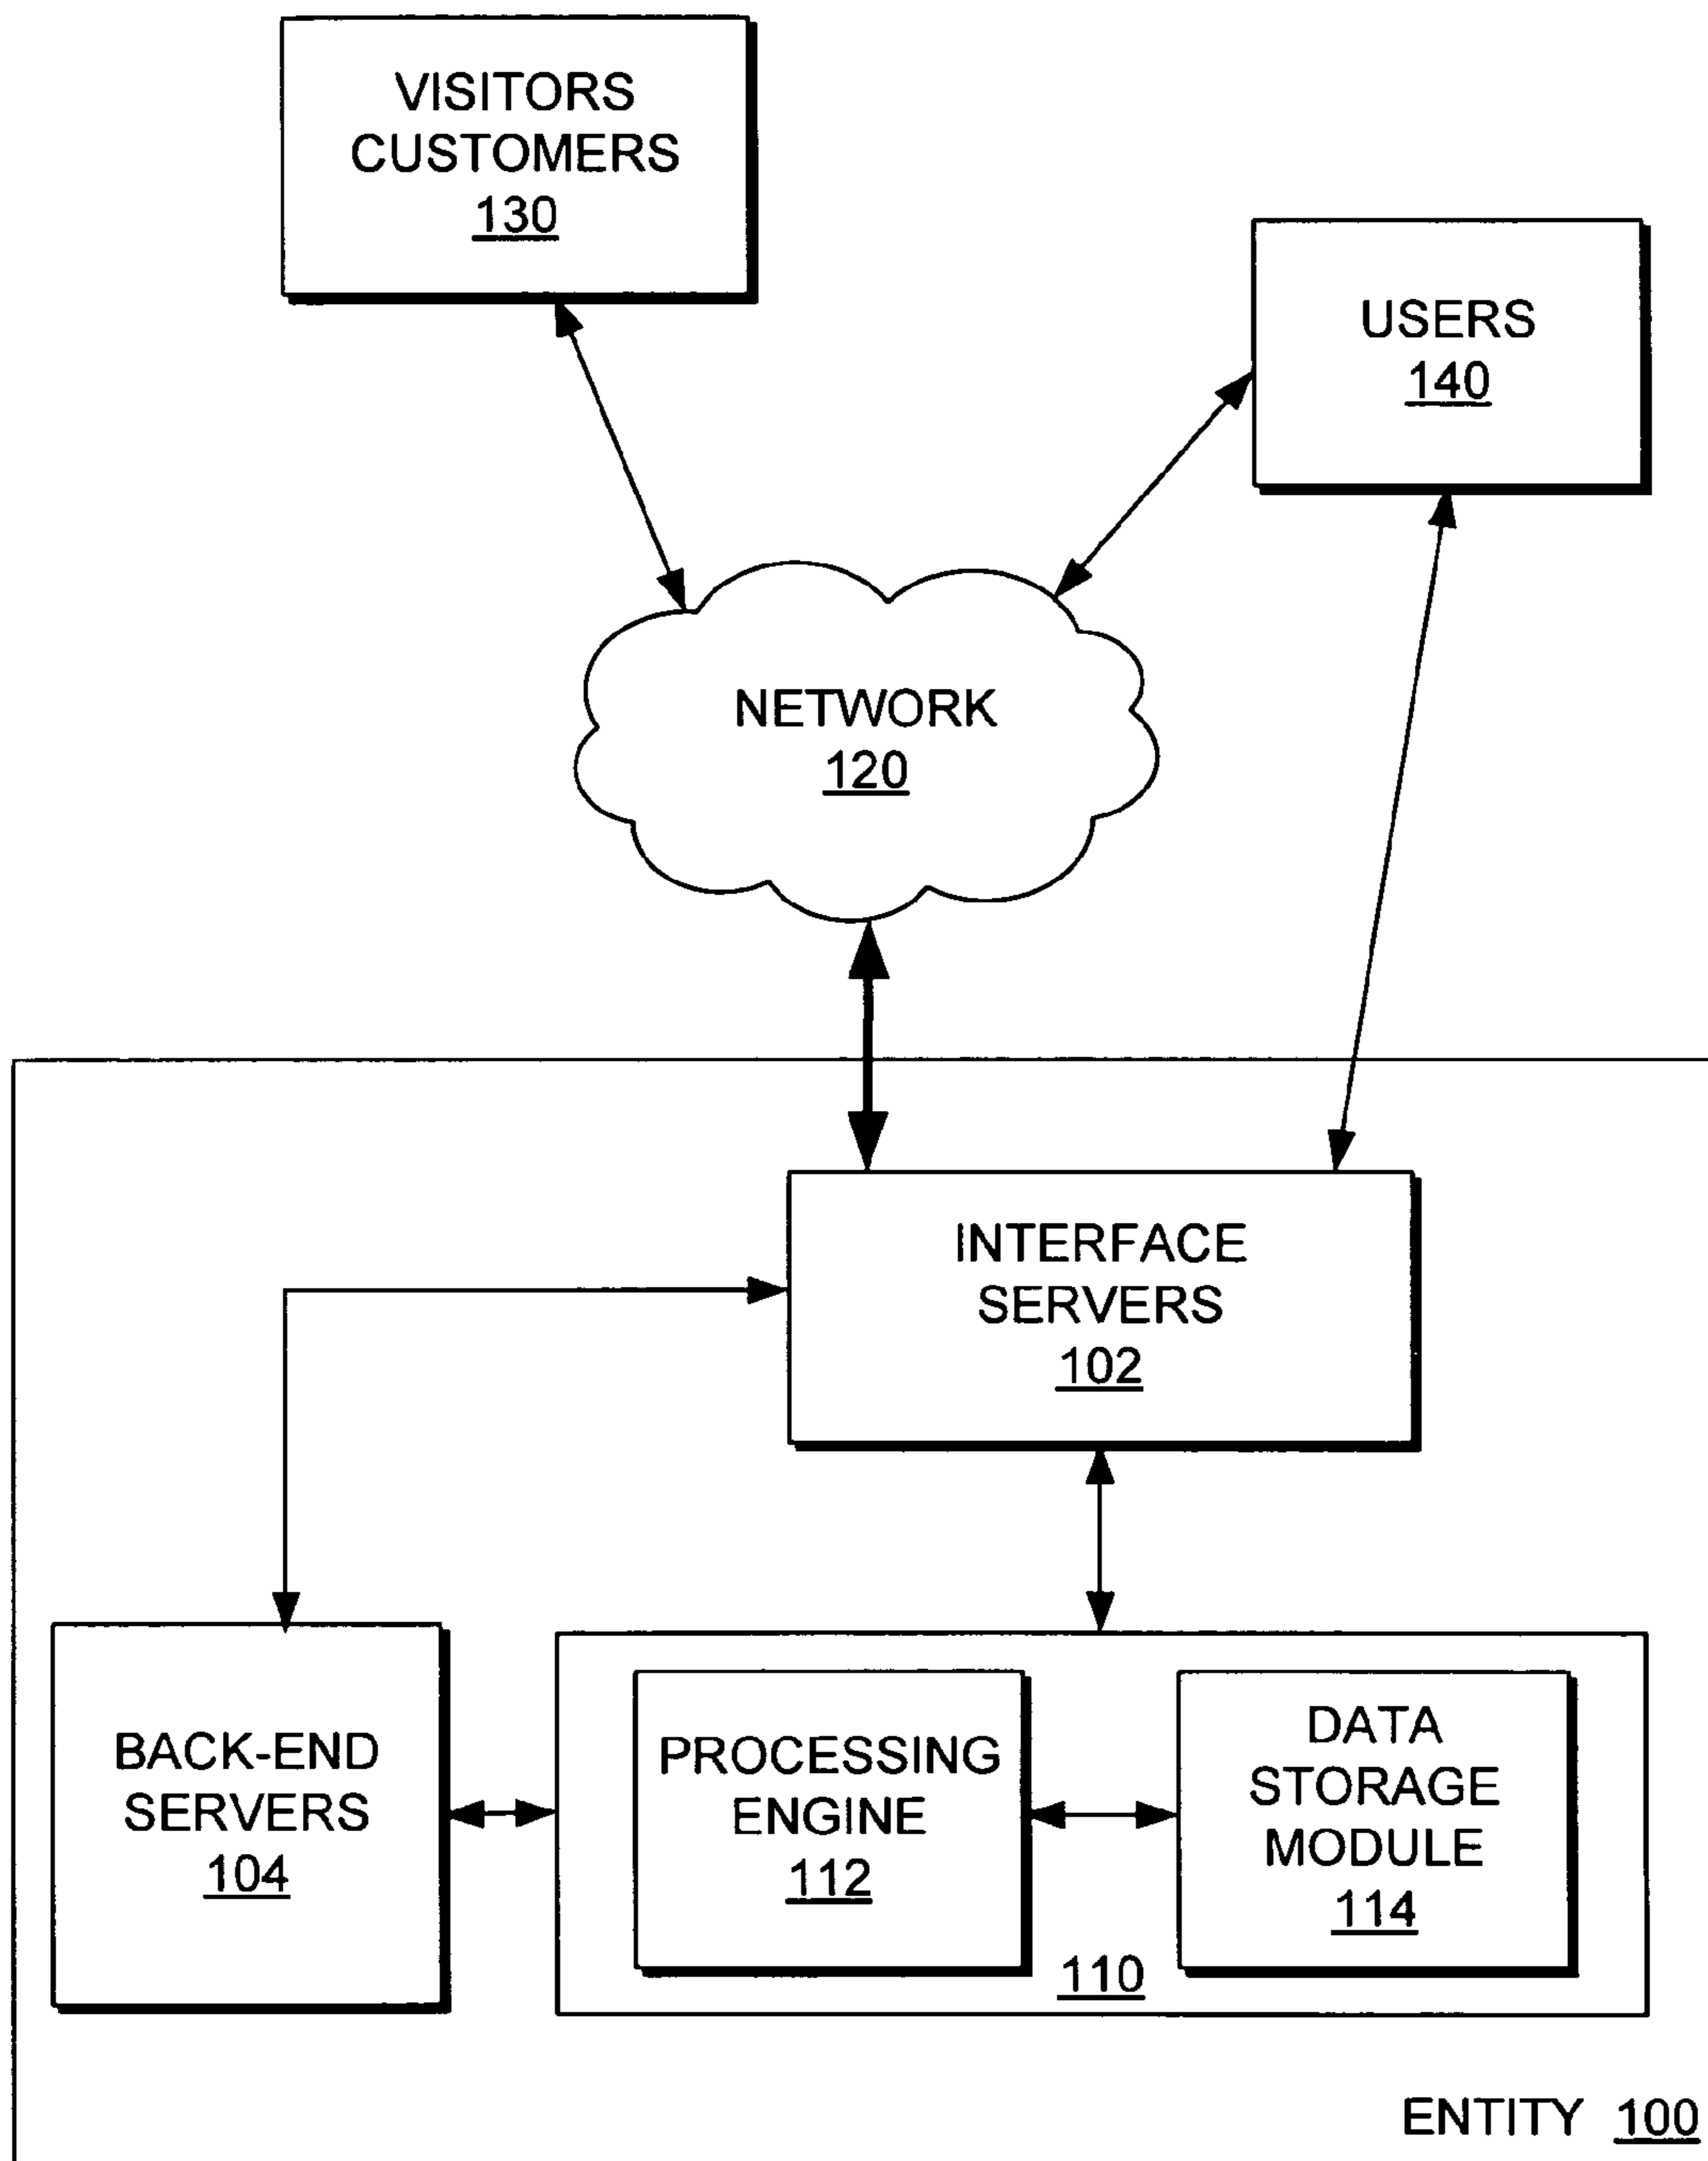 VISITORS
CUSTOMERS
130
USERS
140
NETWORK
120
INTERFACE
SERVERS
102
BACK-END
SERVERS
104
PROCESSING
ENGINE
112
DATA
STORAGE
MODULE
114
110
ENTITY 100